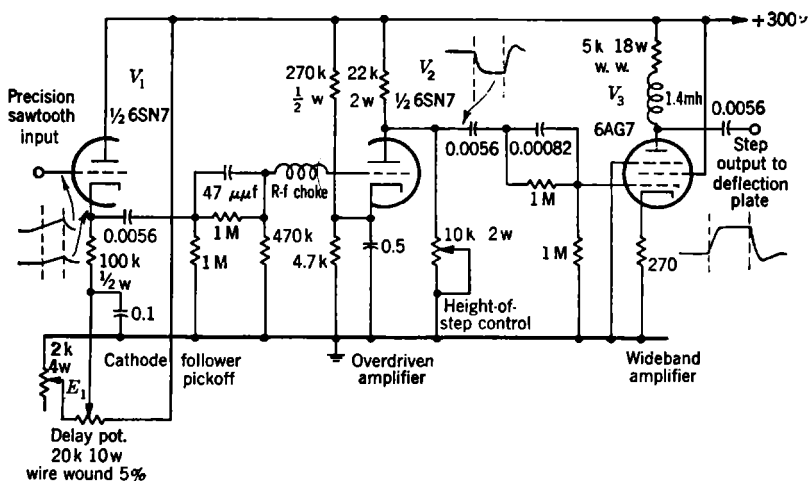 +300v
V1
½ 6SN7
Precision
sawtooth
input
270k
½ w
22k
2w
V2
½ 6SN7
5k 18w
w. w.
V3
1.4mh
6AG7
0.0056
Step
output to
deflection
plate
47 μμf
R-f choke
0.0056
0.00082
1M
0.0056
1M
1M
470k
4.7k
0.5
10k 2w
1M
270
100k
½ w
0.1
Height-of-
step control
2k
4w
E1
Cathode follower
pickoff
Overdriven
amplifier
Wideband
amplifier
Delay pot.
20k 10w
wire wound 5%